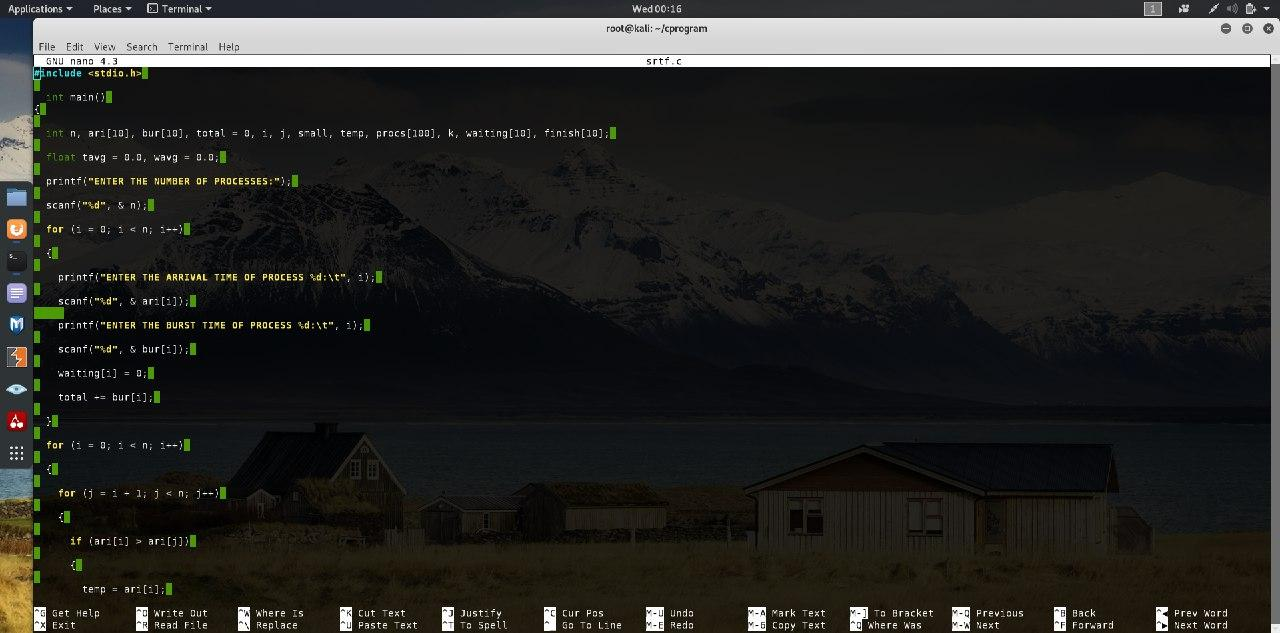 Applications Places Terminal Wed 00:16 1
root@kali: ~/cprogram
File Edit View Search Terminal Help
GNU nano 4.3 srtf.c
#include <stdio.h>
int main()
{
int n, ari[10], bur[10], total = 0, i, j, small, temp, procs[100], k, waiting[10], finish[10];
float tavg = 0.0, wavg = 0.0;
printf("ENTER THE NUMBER OF PROCESSES:");
scanf("%d", & n);
for (i = 0; i < n; i++)
{
printf("ENTER THE ARRIVAL TIME OF PROCESS %d:\t", i);
scanf("%d", & ari[i]);
printf("ENTER THE BURST TIME OF PROCESS %d:\t", i);
scanf("%d", & bur[i]);
waiting[i] = 0;
total += bur[i];
}
for (i = 0; i < n; i++)
{
for (j = i + 1; j < n; j++)
{
if (ari[i] > ari[j])
{
temp = ari[i];
^G Get Help ^O Write Out ^W Where Is ^K Cut Text ^J Justify ^C Cur Pos M-U Undo M-A Mark Text M-] To Bracket M-Q Previous ^B Back ^◀ Prev Word
^X Exit ^R Read File ^\ Replace ^U Paste Text ^T To Spell ^_ Go To Line M-E Redo M-6 Copy Text ^Q Where Was M-W Next ^F Forward ^▶ Next Word